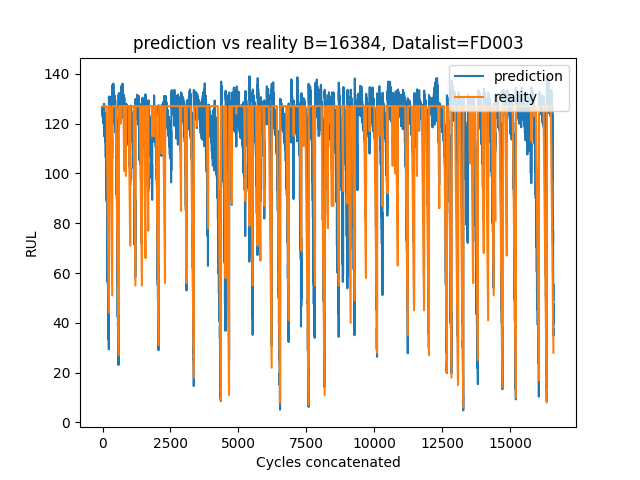 prediction vs reality B=16384, Datalist=FD003
prediction
reality
RUL
140
120
100
80
60
40
20
0
0 2500 5000 7500 10000 12500 15000
Cycles concatenated